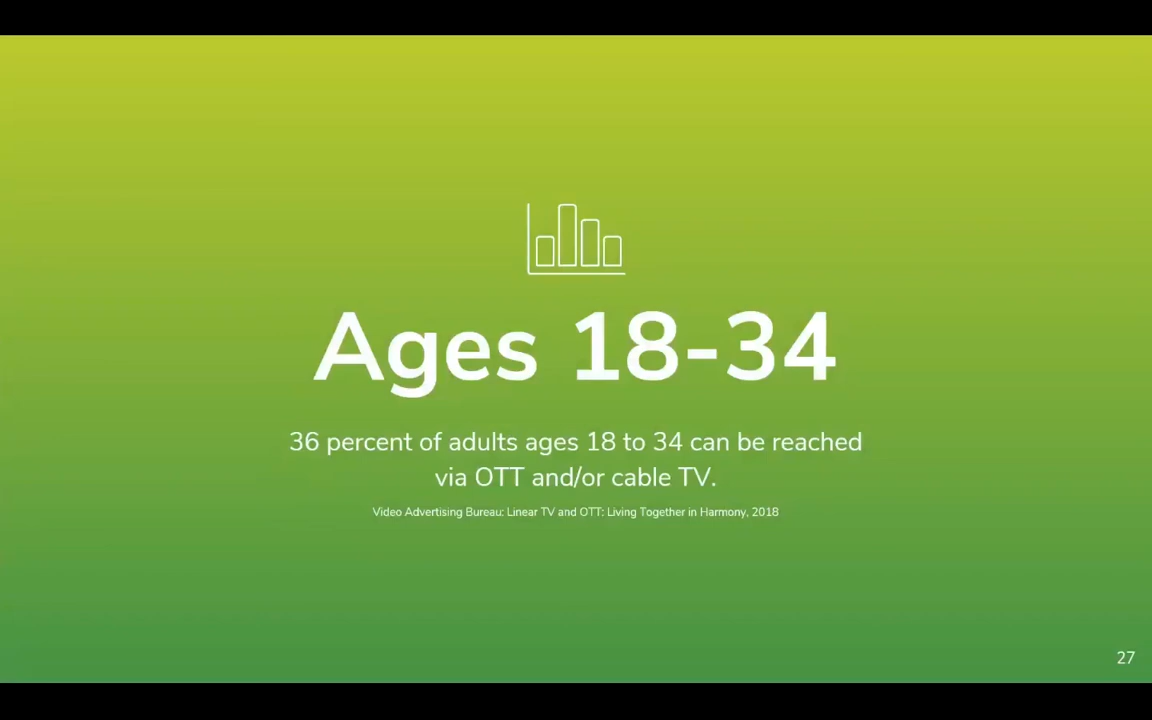 Ages 18-34
36 percent of adults ages 18 to 34 can be reached
via OTT and/or cable TV.
Video Advertising Bureau: Linear TV and OTT: Living Together in Harmony, 2018
27